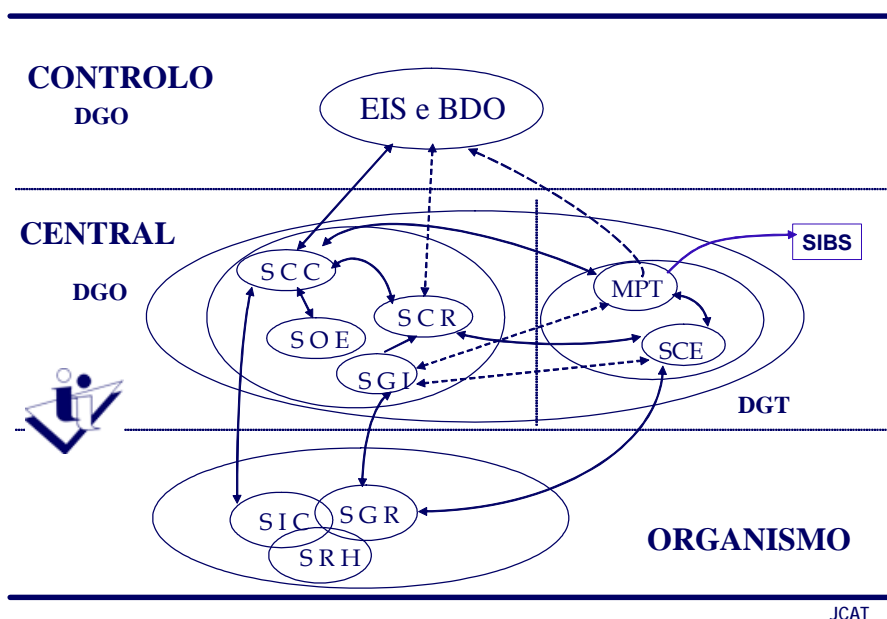 CONTROLO
DGO
EIS e BDO
CENTRAL
DGO
SIBS
S C C
MPT
S C R
S O E
SCE
S G I
DGT
S I C
S G R
S R H
ORGANISMO
JCAT